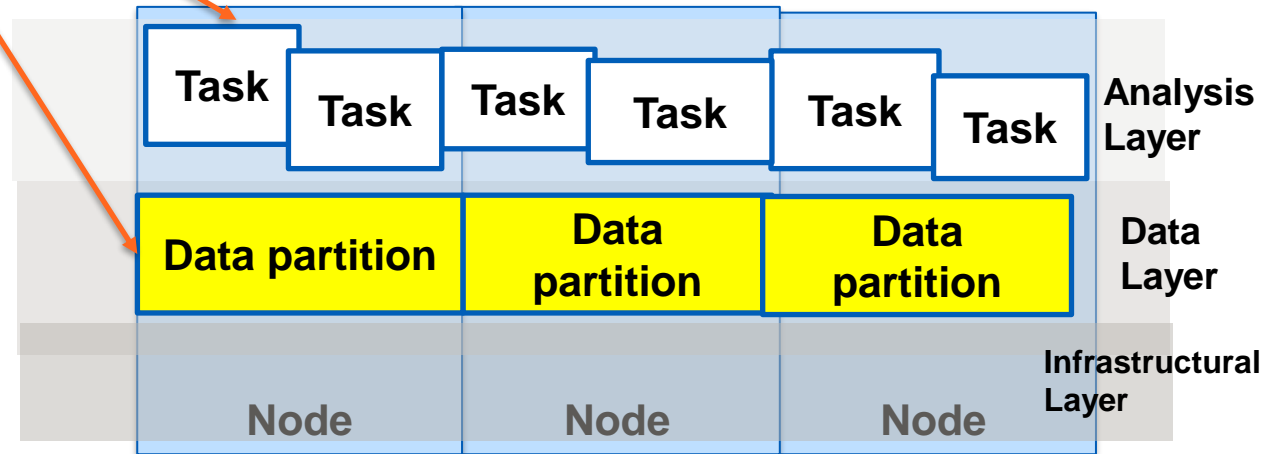 Task
Task
Task
Task
Task
Task
Analysis
Layer
Data partition
Data
partition
Data
partition
Data
Layer
Infrastructural
Layer
Node
Node
Node